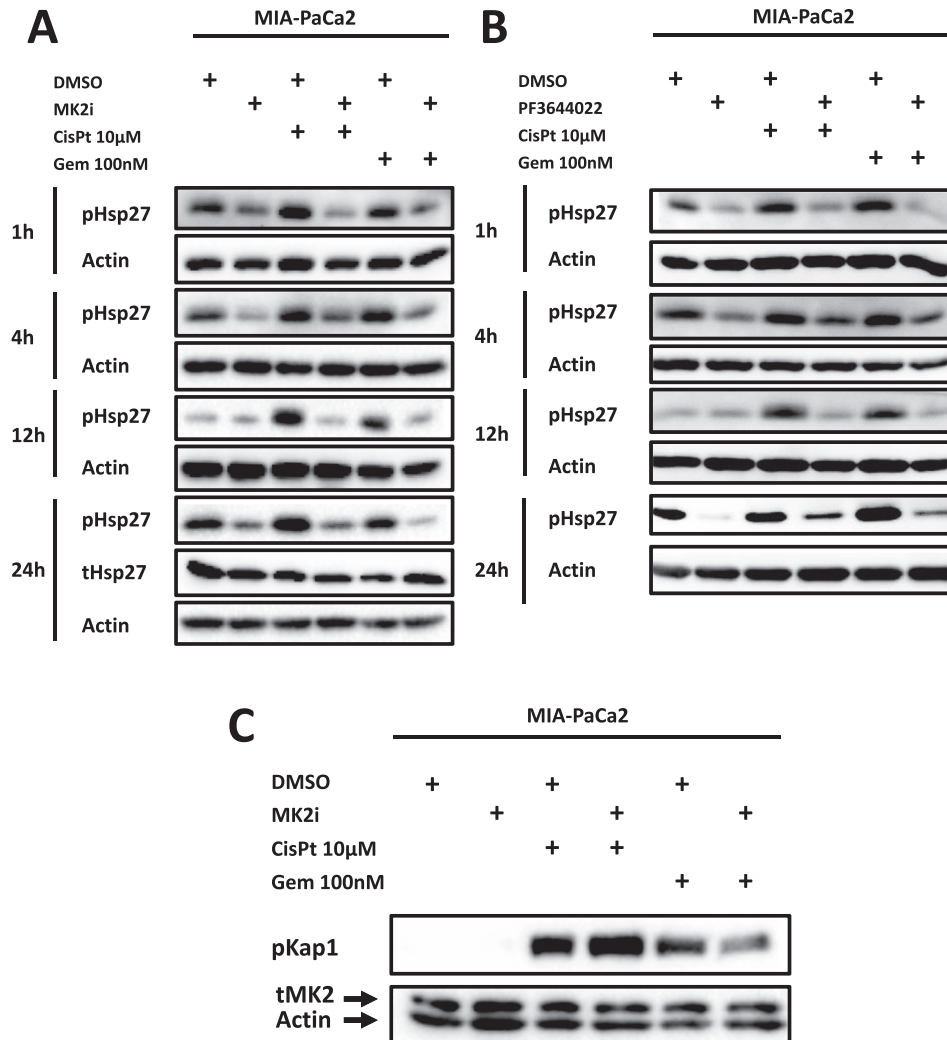 A
MIA-PaCa2
DMSO + + +
MK2i + + +
CisPt 10µM + +
Gem 100nM + +
1h
pHsp27
Actin
4h
pHsp27
Actin
12h
pHsp27
Actin
24h
pHsp27
tHsp27
Actin
B
MIA-PaCa2
DMSO + + +
PF3644022 + + +
CisPt 10µM + +
Gem 100nM + +
1h
pHsp27
Actin
4h
pHsp27
Actin
12h
pHsp27
Actin
24h
pHsp27
Actin
C
MIA-PaCa2
DMSO + + +
MK2i + + +
CisPt 10µM + +
Gem 100nM + +
pKap1
tMK2
Actin